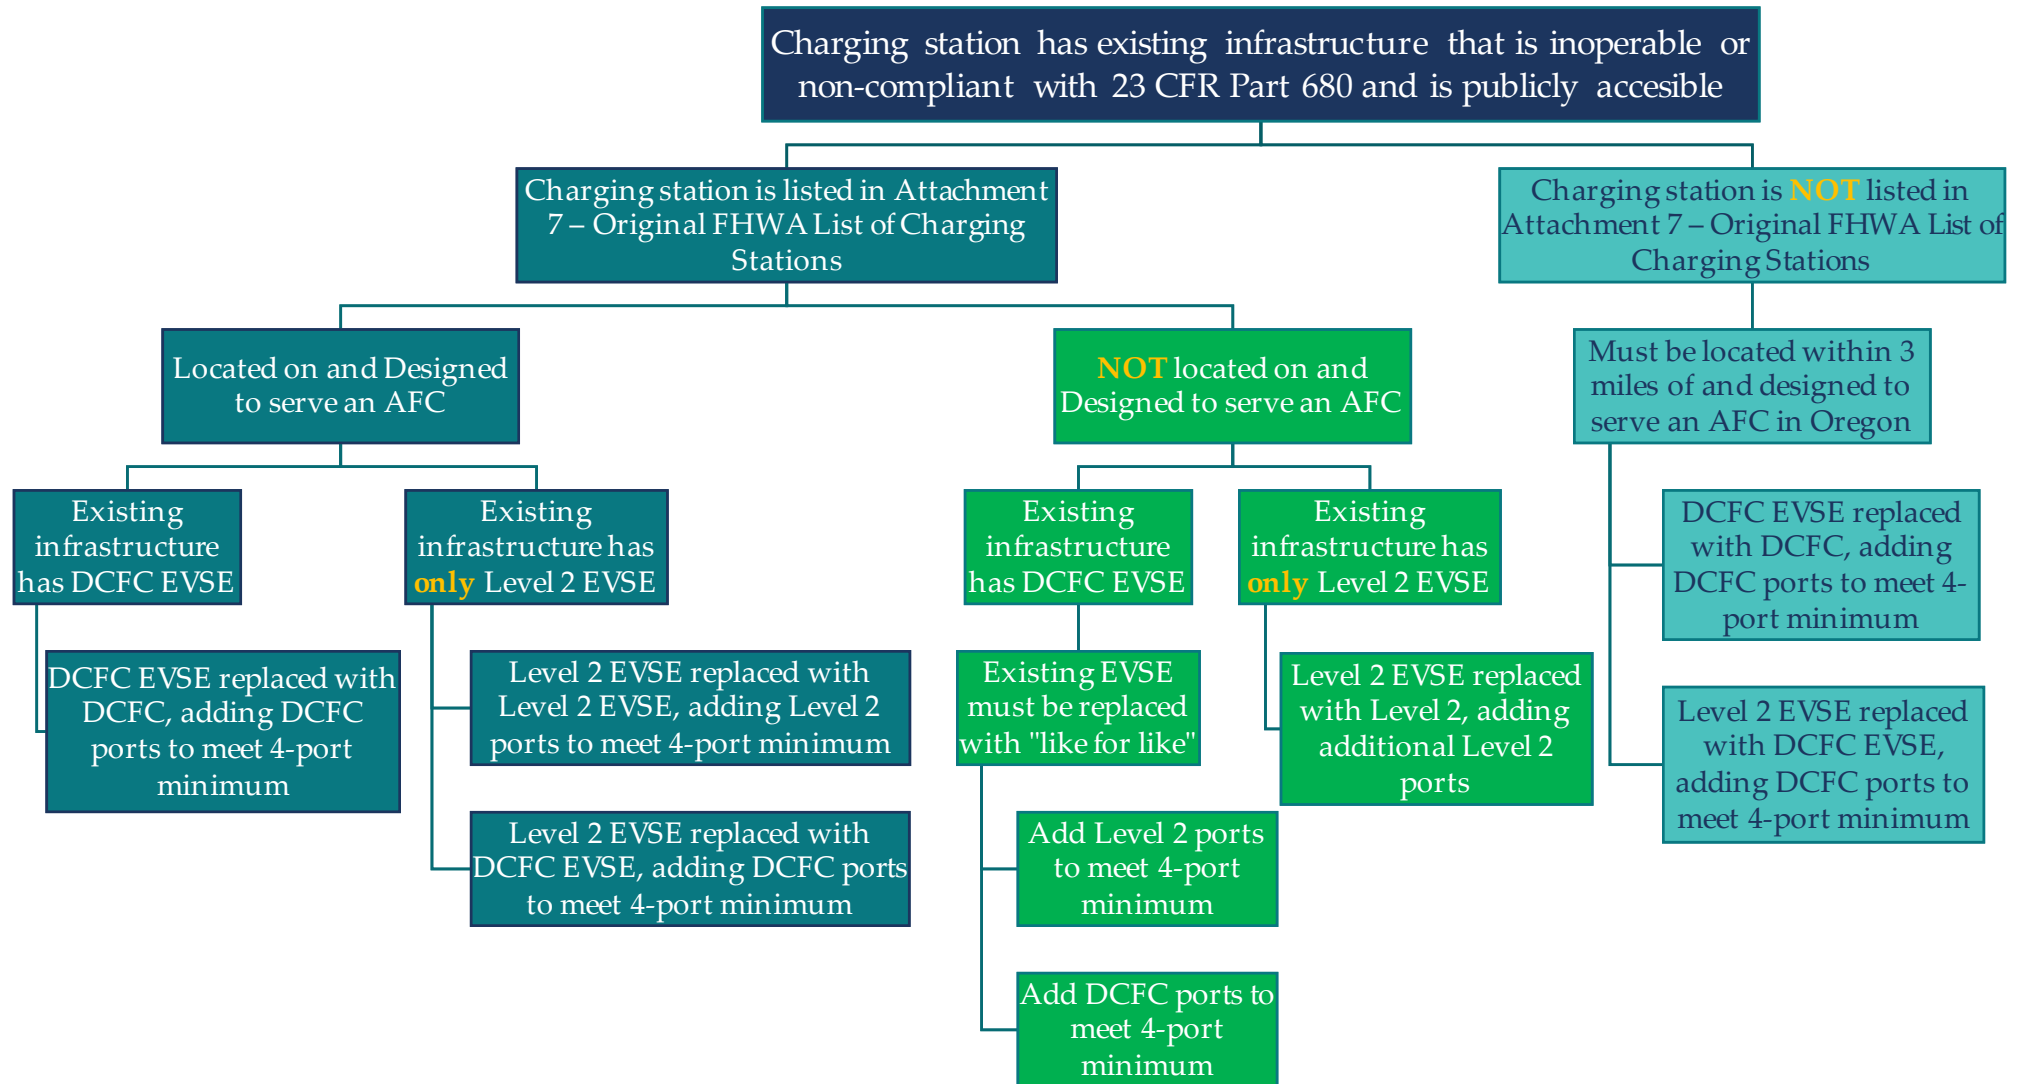 Charging station has existing infrastructure that is inoperable or
non-compliant with 23 CFR Part 680 and is publicly accesible
Charging station is listed in Attachment
7 – Original FHWA List of Charging
Stations
Charging station is NOT listed in
Attachment 7 – Original FHWA List of
Charging Stations
Located on and Designed
to serve an AFC
NOT located on and
Designed to serve an AFC
Must be located within 3
miles of and designed to
serve an AFC in Oregon
Existing
infrastructure
has DCFC EVSE
Existing
infrastructure has
only Level 2 EVSE
Existing
infrastructure
has DCFC EVSE
Existing
infrastructure has
only Level 2 EVSE
DCFC EVSE replaced
with DCFC, adding
DCFC ports to meet 4-
port minimum
DCFC EVSE replaced with
DCFC, adding DCFC
ports to meet 4-port
minimum
Level 2 EVSE replaced with
Level 2 EVSE, adding Level 2
ports to meet 4-port minimum
Existing EVSE
must be replaced
with "like for like"
Level 2 EVSE replaced
with Level 2, adding
additional Level 2
ports
Level 2 EVSE replaced
with DCFC EVSE,
adding DCFC ports to
meet 4-port minimum
Level 2 EVSE replaced with
DCFC EVSE, adding DCFC ports
to meet 4-port minimum
Add Level 2 ports
to meet 4-port
minimum
Add DCFC ports to
meet 4-port
minimum